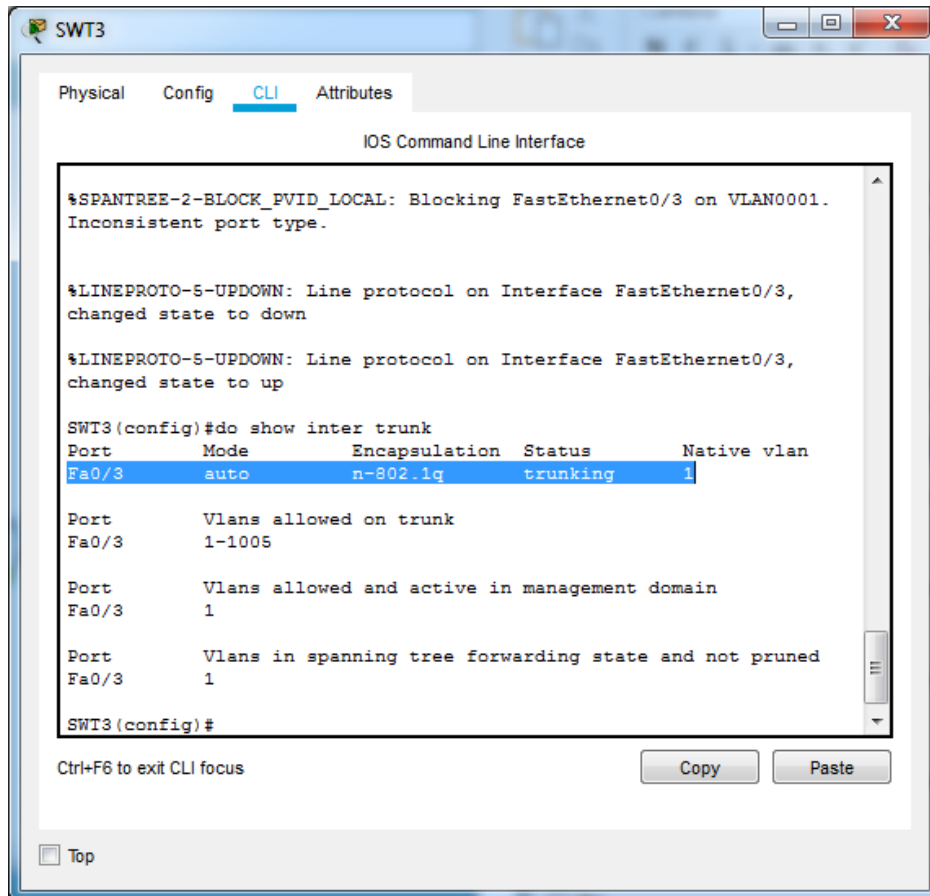 SWT3
Physical Config CLI Attributes
IOS Command Line Interface
%SPANTREE-2-BLOCK_PVID_LOCAL: Blocking FastEthernet0/3 on VLAN0001.
Inconsistent port type.
%LINEPROTO-5-UPDOWN: Line protocol on Interface FastEthernet0/3,
changed state to down
%LINEPROTO-5-UPDOWN: Line protocol on Interface FastEthernet0/3,
changed state to up
SWT3(config)#do show inter trunk
Port Mode Encapsulation Status Native vlan
Fa0/3 auto n-802.1q trunking 1
Port Vlans allowed on trunk
Fa0/3 1-1005
Port Vlans allowed and active in management domain
Fa0/3 1
Port Vlans in spanning tree forwarding state and not pruned
Fa0/3 1
SWT3(config)#
Ctrl+F6 to exit CLI focus
Copy Paste
Top